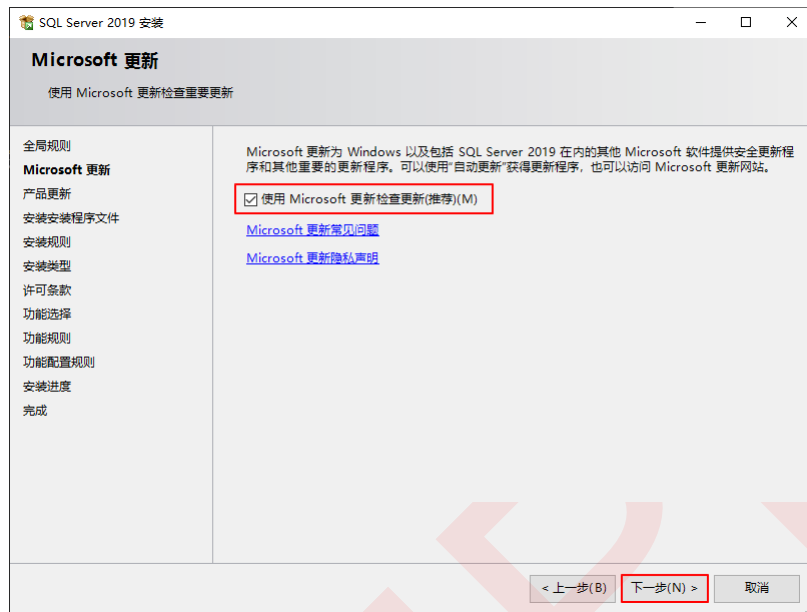 SQL Server 2019 安装
Microsoft 更新
使用 Microsoft 更新检查重要更新
全局规则
Microsoft 更新
产品更新
安装安装程序文件
安装规则
安装类型
许可条款
功能选择
功能规则
功能配置规则
安装进度
完成
Microsoft 更新为 Windows 以及包括 SQL Server 2019 在内的其他 Microsoft 软件提供安全更新程
序和其他重要的更新程序。可以使用“自动更新”获得更新程序，也可以访问 Microsoft 更新网站。
使用 Microsoft 更新检查更新(推荐)(M)
Microsoft 更新常见问题
Microsoft 更新隐私声明
< 上一步(B)
下一步(N) >
取消